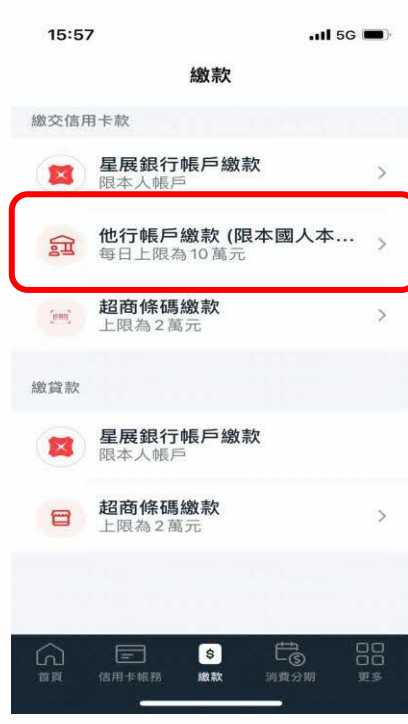 15:57
5G
繳款
繳交信用卡款
星展銀行帳戶繳款
限本人帳戶
他行帳戶繳款 (限本國人本...
每日上限為10萬元
超商條碼繳款
上限為2萬元
繳貸款
星展銀行帳戶繳款
限本人帳戶
超商條碼繳款
上限為2萬元
首頁 信用卡帳務 繳款 消費分期 更多